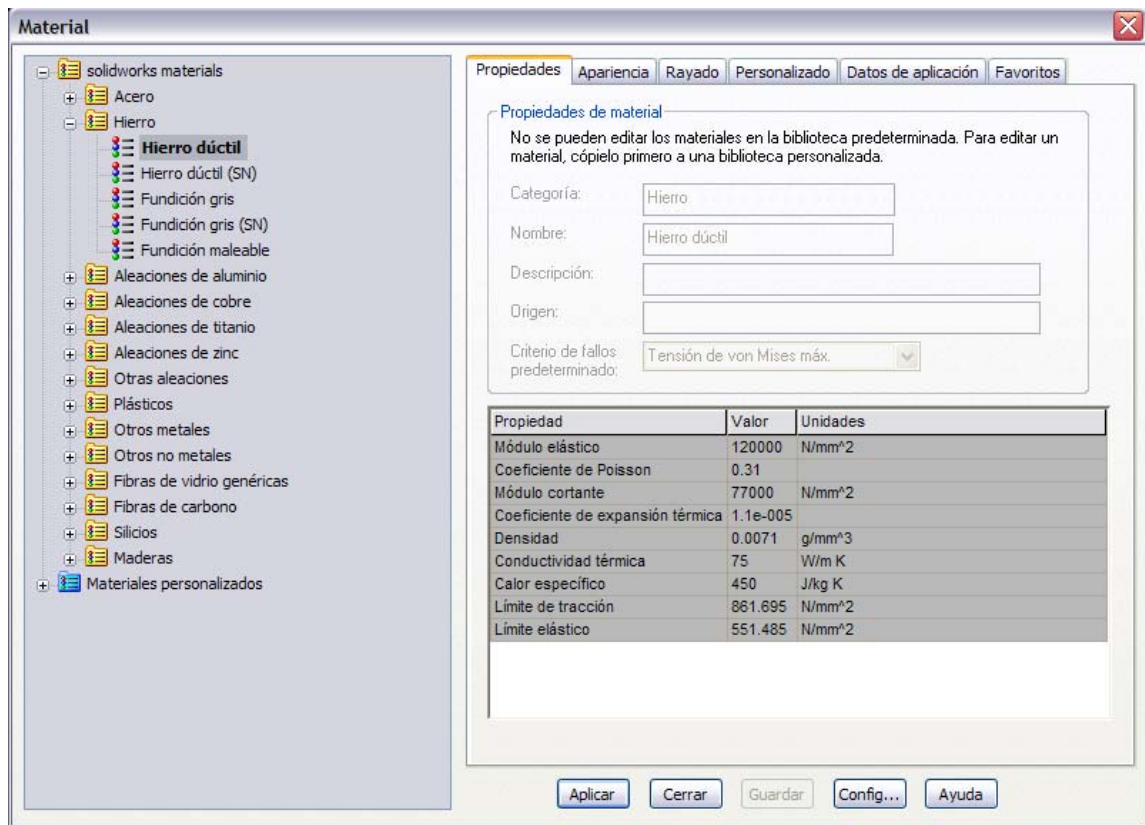 Material
solidworks materials
Acero
Hierro
Hierro dúctil
Hierro dúctil (SN)
Fundición gris
Fundición gris (SN)
Fundición maleable
Aleaciones de aluminio
Aleaciones de cobre
Aleaciones de titanio
Aleaciones de zinc
Otras aleaciones
Plásticos
Otros metales
Otros no metales
Fibras de vidrio genéricas
Fibras de carbono
Silicios
Maderas
Materiales personalizados
Propiedades Apariencia Rayado Personalizado Datos de aplicación Favoritos
Propiedades de material
No se pueden editar los materiales en la biblioteca predeterminada. Para editar un
material, cópielo primero a una biblioteca personalizada.
Categoría: Hierro
Nombre: Hierro dúctil
Descripción:
Origen:
Criterio de fallos
predeterminado: Tensión de von Mises máx.
Propiedad Valor Unidades
Módulo elástico 120000 N/mm^2
Coeficiente de Poisson 0.31
Módulo cortante 77000 N/mm^2
Coeficiente de expansión térmica 1.1e-005
Densidad 0.0071 g/mm^3
Conductividad térmica 75 W/m K
Calor específico 450 J/kg K
Límite de tracción 861.695 N/mm^2
Límite elástico 551.485 N/mm^2
Aplicar Cerrar Guardar Config... Ayuda